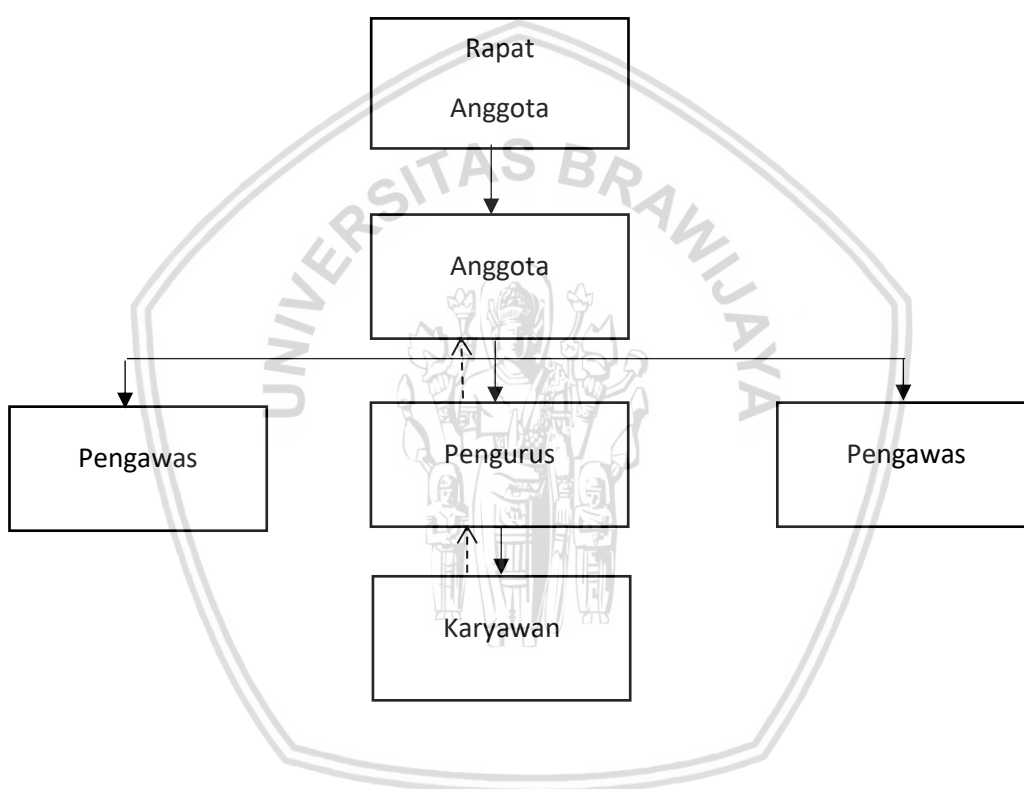 Rapat
Anggota
UNIVERSITAS BRAWIJAYA
Anggota
Pengawas
Pengurus
Pengawas
Karyawan